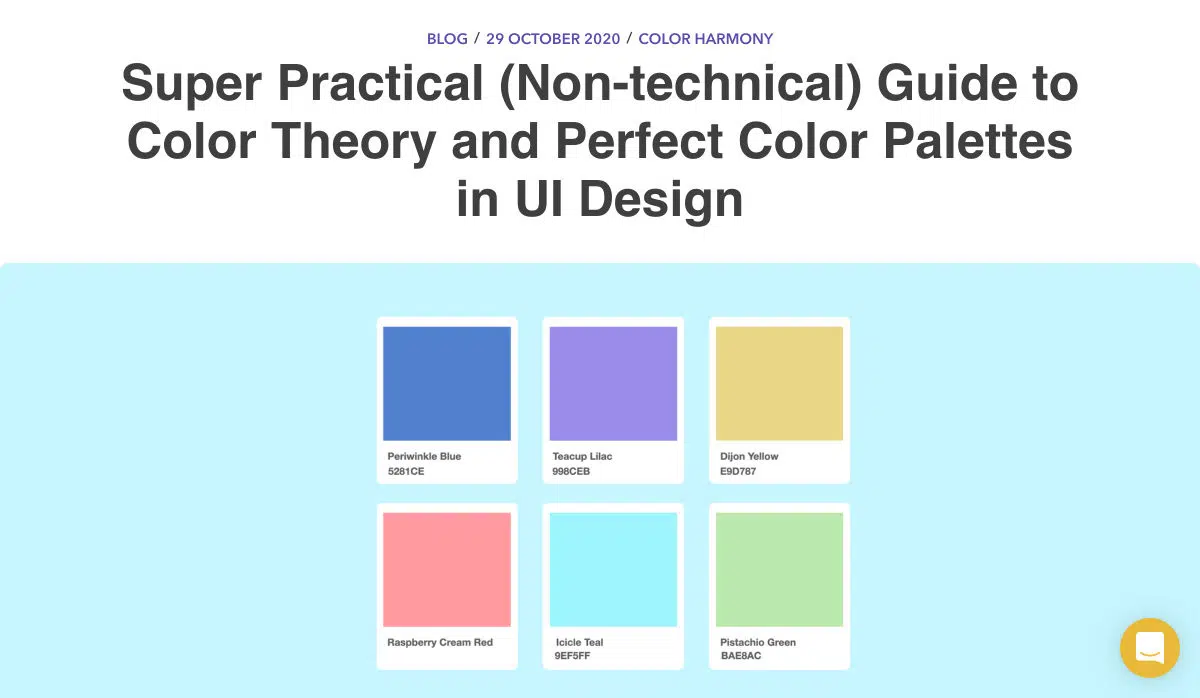 BLOG / 29 OCTOBER 2020 / COLOR HARMONY
Super Practical (Non-technical) Guide to
Color Theory and Perfect Color Palettes
in UI Design
Periwinkle Blue
5281CE
Teacup Lilac
998CEB
Dijon Yellow
E9D787
Raspberry Cream Red
Icicle Teal
9EF5FF
Pistachio Green
BAE8AC